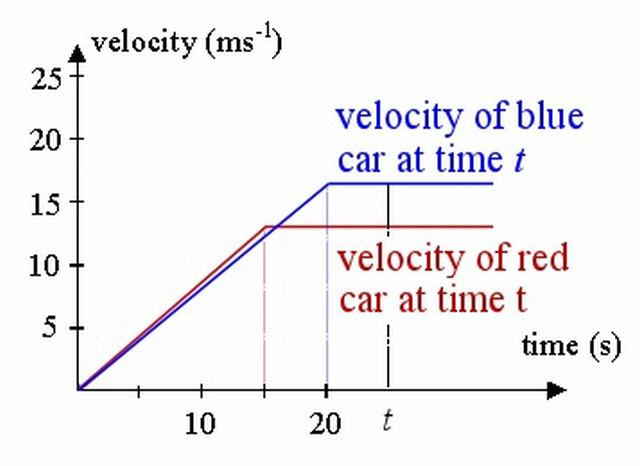 velocity (ms⁻¹)
25
20
15
10
5
velocity of blue
car at time t
velocity of red
car at time t
time (s)
10
20
t